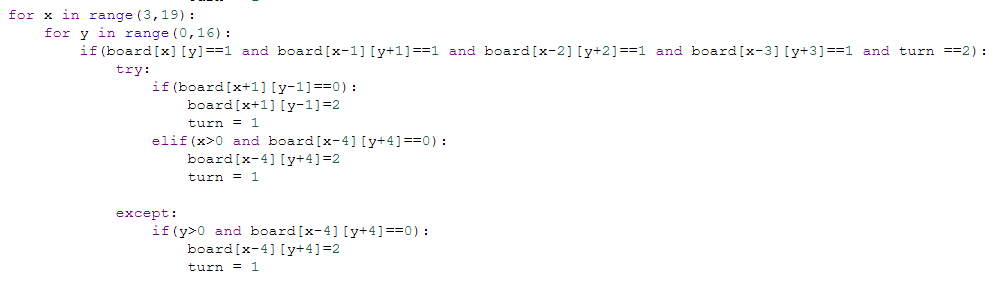 for x in range(3,19):
    for y in range(0,16):
        if(board[x][y]==1 and board[x-1][y+1]==1 and board[x-2][y+2]==1 and board[x-3][y+3]==1 and turn ==2):
            try:
                if(board[x+1][y-1]==0):
                    board[x+1][y-1]=2
                    turn = 1
                elif(x>0 and board[x-4][y+4]==0):
                    board[x-4][y+4]=2
                    turn = 1
            except:
                if(y>0 and board[x-4][y+4]==0):
                    board[x-4][y+4]=2
                    turn = 1